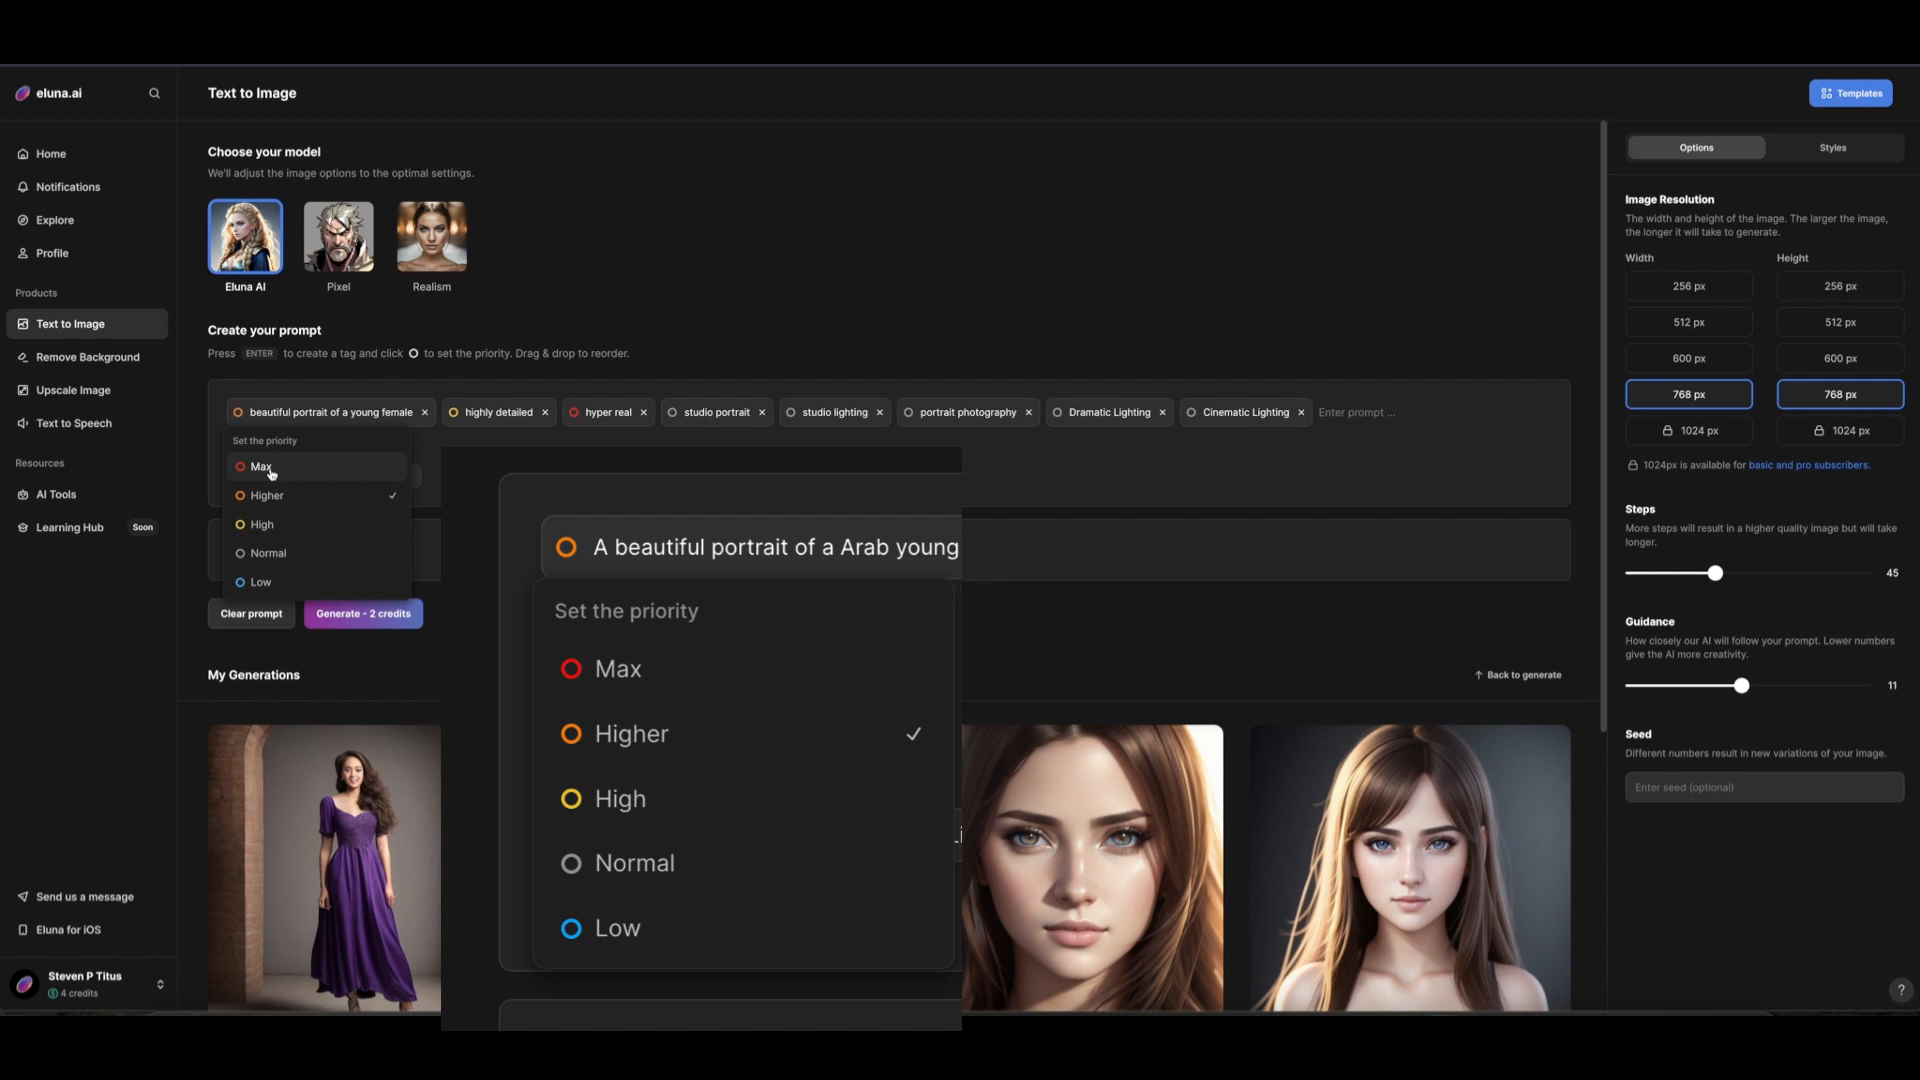 eluna.ai
Text to Image
Templates
Home
Notifications
Explore
Profile
Products
Text to Image
Remove Background
Upscale Image
Text to Speech
Resources
AI Tools
Learning Hub Soon
Send us a message
Eluna for iOS
Steven P Titus
4 credits
Choose your model
We'll adjust the image options to the optimal settings.
Eluna AI Pixel Realism
Create your prompt
Press ENTER to create a tag and click to set the priority. Drag & drop to reorder.
beautiful portrait of a young female × highly detailed × hyper real × studio portrait × studio lighting × portrait photography × Dramatic Lighting × Cinematic Lighting × Enter prompt ...
Set the priority
Max
Higher
High
Normal
Low
A beautiful portrait of a Arab young
Set the priority
Max
Higher
High
Normal
Low
Clear prompt Generate - 2 credits
My Generations
Back to generate
Options Styles
Image Resolution
The width and height of the image. The larger the image,
the longer it will take to generate.
Width Height
256 px 256 px
512 px 512 px
600 px 600 px
768 px 768 px
1024 px 1024 px
1024px is available for basic and pro subscribers.
Steps
More steps will result in a higher quality image but will take
longer.
45
Guidance
How closely our AI will follow your prompt. Lower numbers
give the AI more creativity.
11
Seed
Different numbers result in new variations of your image.
Enter seed (optional)
?